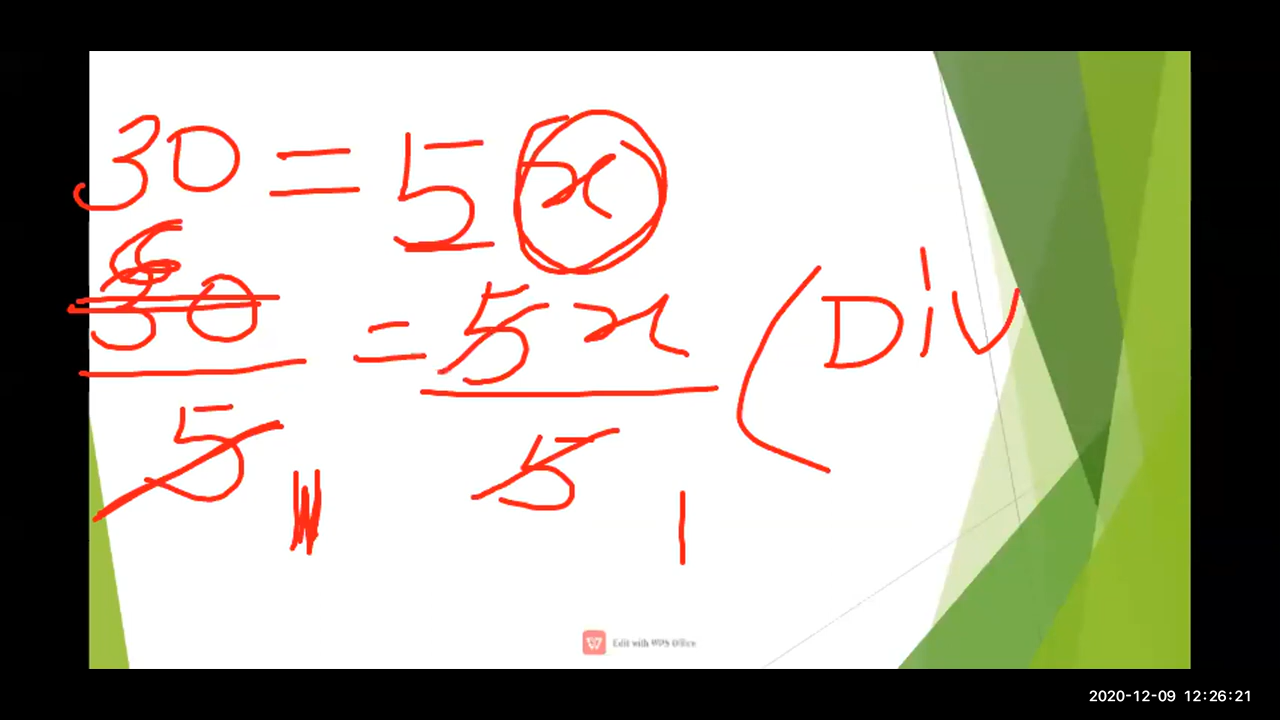 30 = 5x
6
30 = 5x (Div
5 5
1 1
Edit with WPS Office
2020-12-09 12:26:21